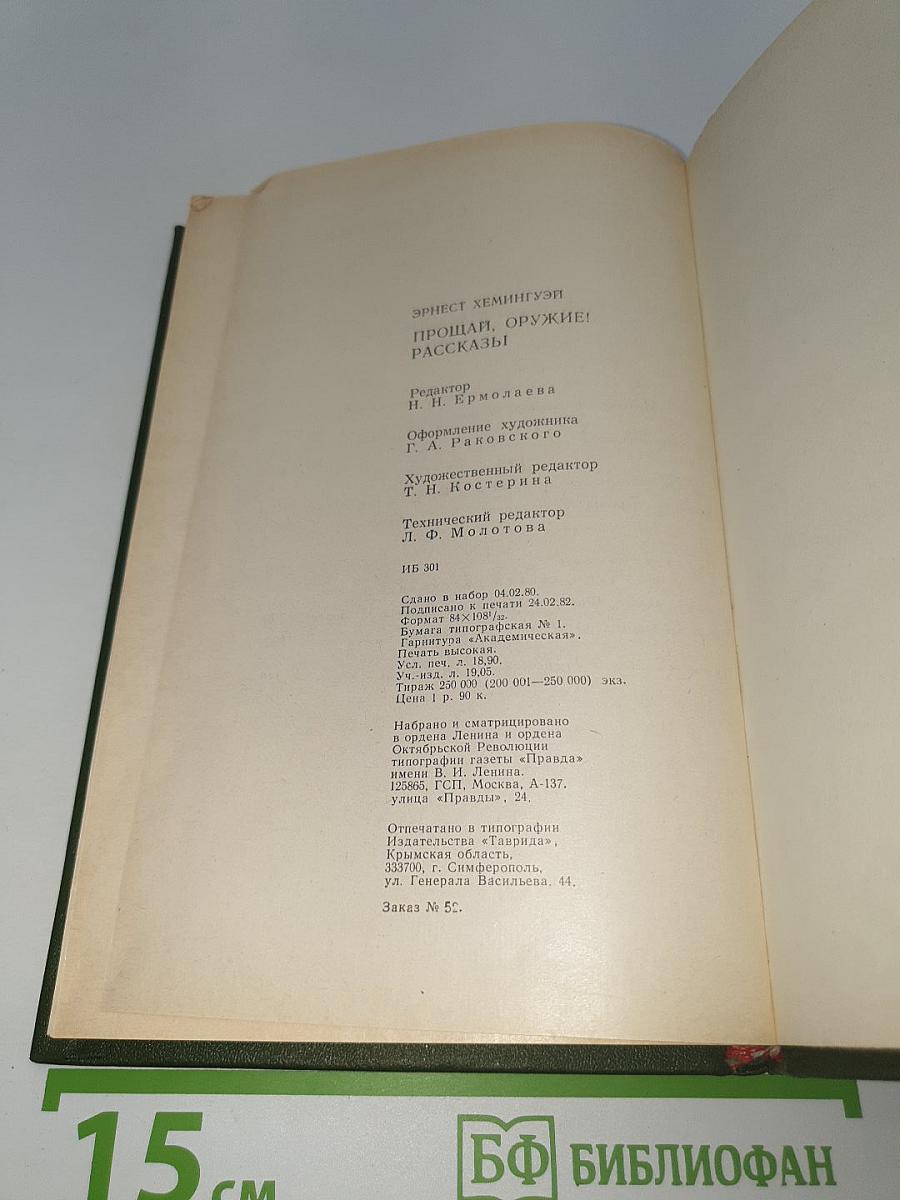 ЭРНЕСТ ХЕМИНГУЭЙ
ПРОЩАЙ, ОРУЖИЕ!
РАССКАЗЫ
Редактор
Н. Н. Ермолаева
Оформление художника
Г. А. Раковского
Художественный редактор
Т. Н. Костерина
Технический редактор
Л. Ф. Молотова
ИБ 301
Сдано в набор 04.02.80.
Подписано к печати 24.02.82.
Формат 84×108¹/₃₂.
Бумага типографская № 1.
Гарнитура «Академическая».
Печать высокая.
Усл. печ. л. 18,90.
Уч.-изд. л. 19,05.
Тираж 250 000 (200 001—250 000) экз.
Цена 1 р. 90 к.
Набрано и сматрицировано
в ордена Ленина и ордена
Октябрьской Революции
типографии газеты «Правда»
имени В. И. Ленина.
125865, ГСП, Москва, А-137,
улица «Правды», 24.
Отпечатано в типографии
Издательства «Таврида»,
Крымская область,
333700, г. Симферополь,
ул. Генерала Васильева, 44.
Заказ №
15 см
БФ БИБЛИОФАН